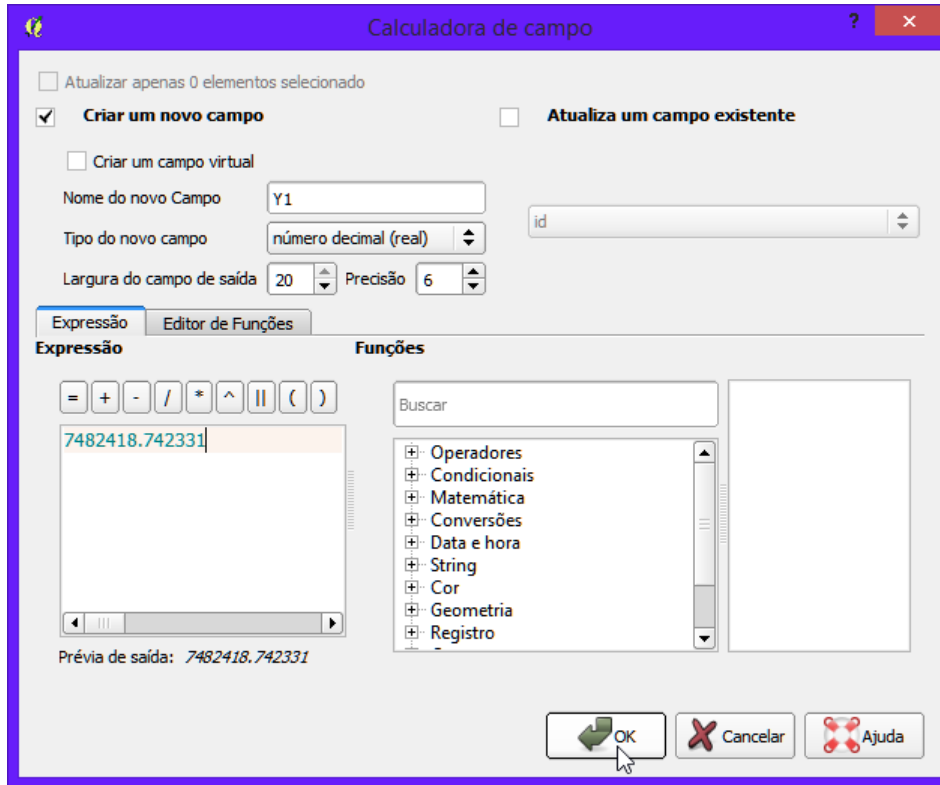 Calculadora de campo
?
×
Atualizar apenas 0 elementos selecionado
Criar um novo campo
Atualiza um campo existente
Criar um campo virtual
Nome do novo Campo
Y1
id
Tipo do novo campo
número decimal (real)
Largura do campo de saída
20
Precisão
6
Expressão
Editor de Funções
Expressão
Funções
= + - / * ^ || ( )
Buscar
7482418.742331
Operadores
Condicionais
Matemática
Conversões
Data e hora
String
Cor
Geometria
Registro
Prévia de saída: 7482418.742331
OK
Cancelar
Ajuda